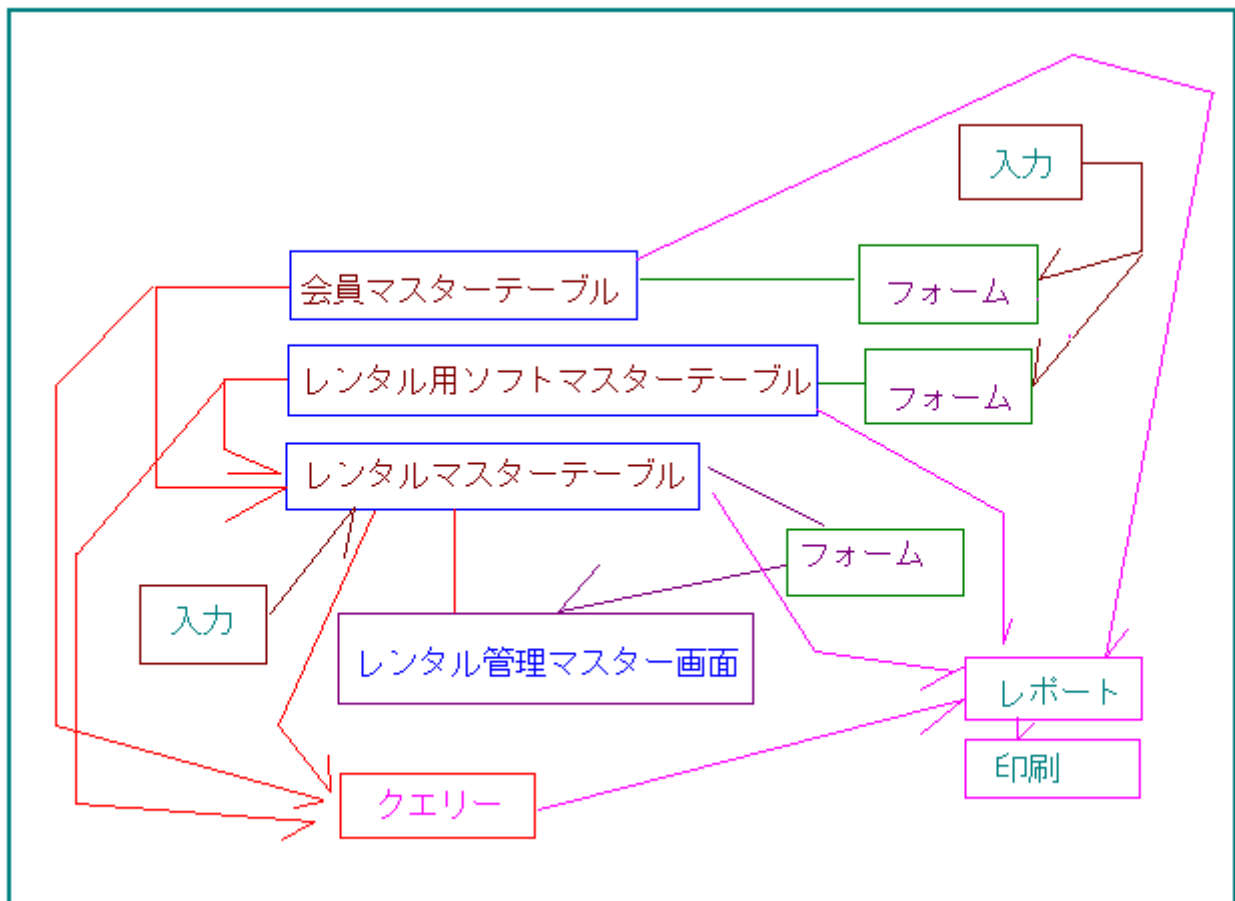 入力
会員マスターテーブル
フォーム
レンタル用ソフトマスターテーブル
フォーム
レンタルマスターテーブル
フォーム
入力
レンタル管理マスター画面
レポート
印刷
クエリー